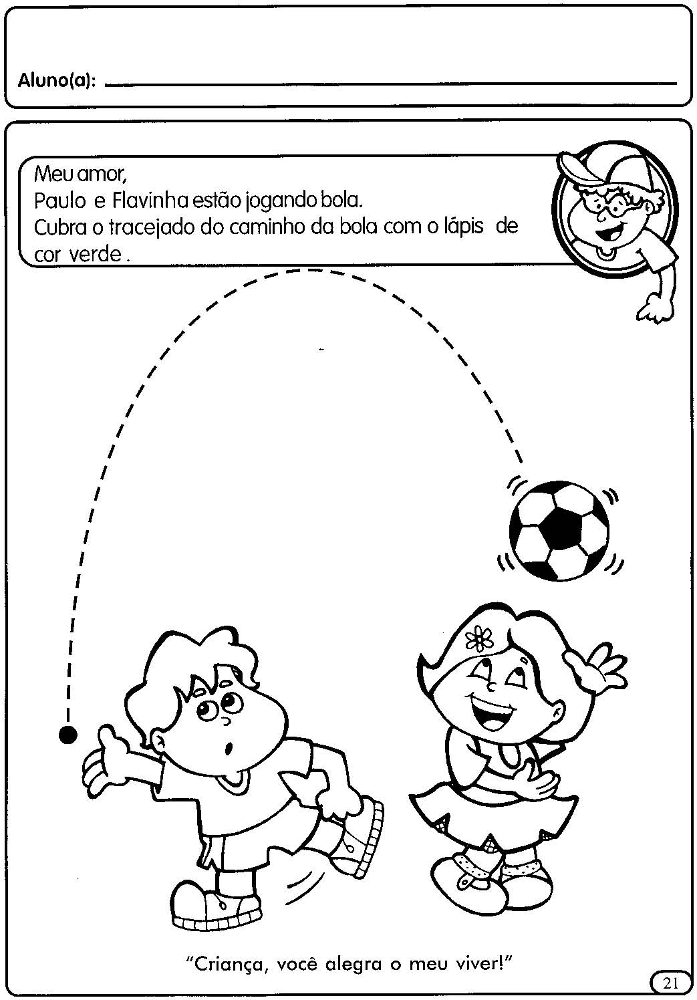 Aluno(a):
Meu amor,
Paulo e Flavinha estão jogando bola.
Cubra o tracejado do caminho da bola com o lápis de
cor verde.
"Criança, você alegra o meu viver!"
21